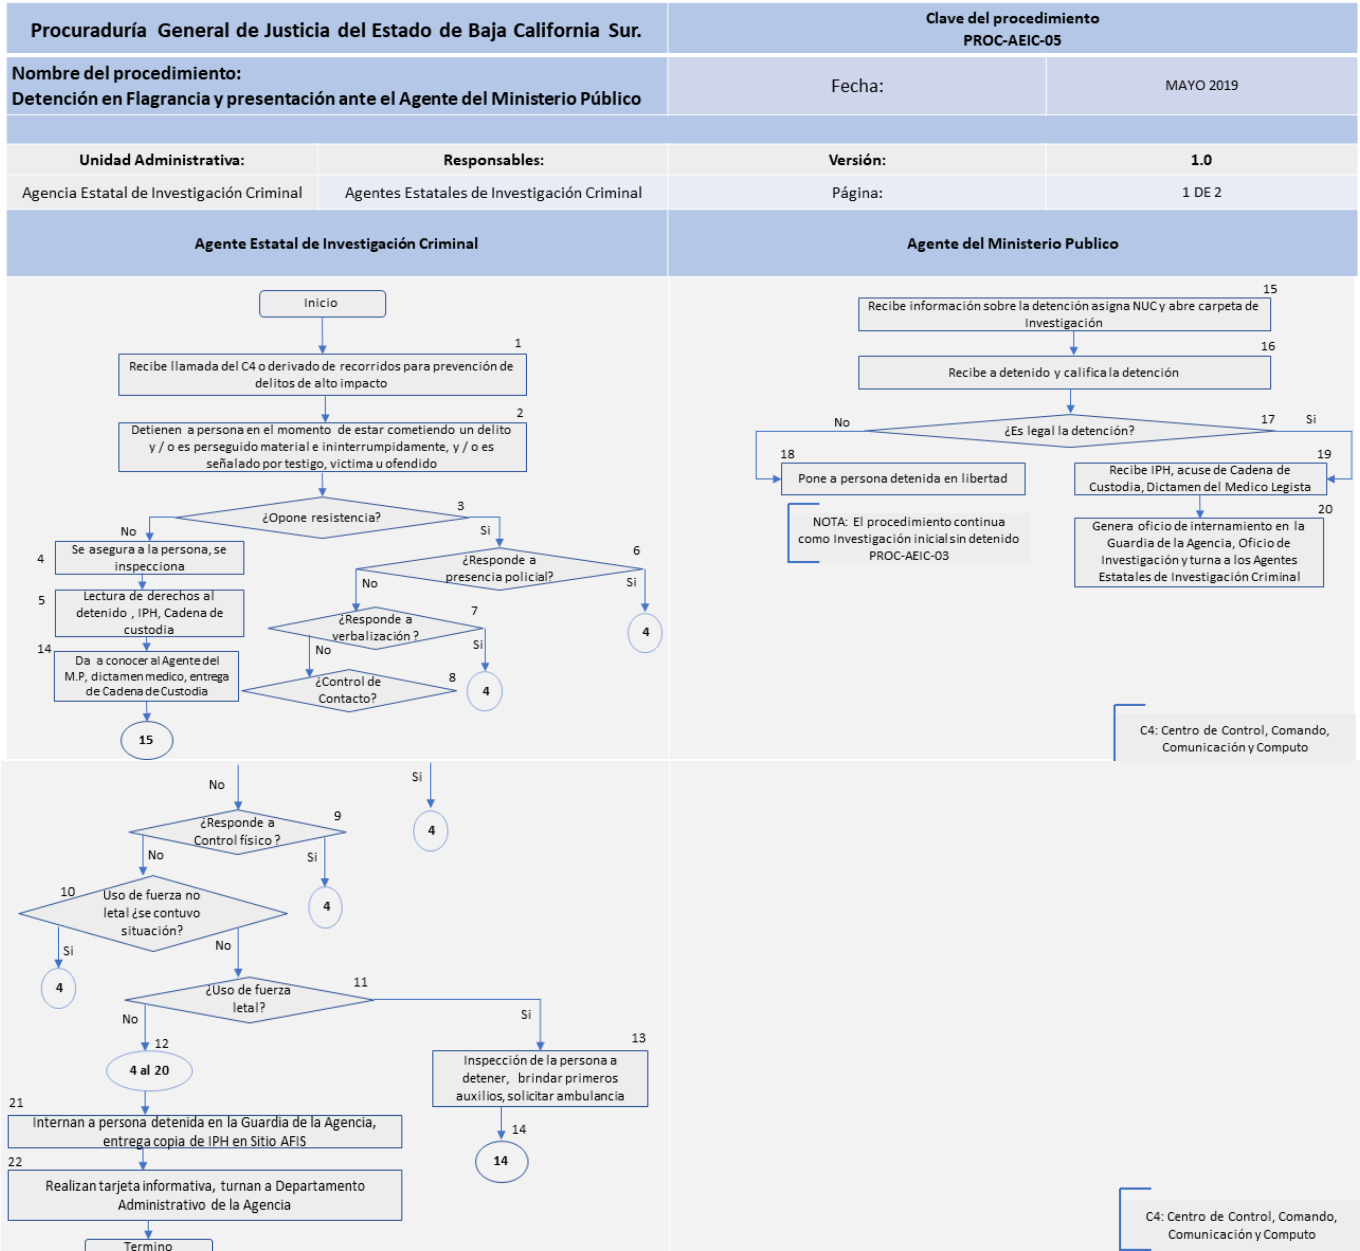 Procuraduría General de Justicia del Estado de Baja California Sur.
Clave del procedimiento
PROC-AEIC-05
Nombre del procedimiento:
Detención en Flagrancia y presentación ante el Agente del Ministerio Público
Fecha:
MAYO 2019
Unidad Administrativa:
Responsables:
Versión:
1.0
Agencia Estatal de Investigación Criminal
Agentes Estatales de Investigación Criminal
Página:
1 DE 2
Agente Estatal de Investigación Criminal
Agente del Ministerio Publico
Inicio
1
Recibe llamada del C4 o derivado de recorridos para prevención de
delitos de alto impacto
2
Detienen a persona en el momento de estar cometiendo un delito
y / o es perseguido material e ininterrumpidamente, y / o es
señalado por testigo, victima u ofendido
3
¿Opone resistencia?
No
Si
4
Se asegura a la persona, se
inspecciona
6
¿Responde a
presencia policial?
No
Si
4
5
Lectura de derechos al
detenido , IPH, Cadena de
custodia
7
¿Responde a
verbalización ?
No
Si
4
14
Da a conocer al Agente del
M.P, dictamen medico, entrega
de Cadena de Custodia
8
¿Control de
Contacto?
15
15
Recibe información sobre la detención asigna NUC y abre carpeta de
Investigación
16
Recibe a detenido y califica la detención
17
¿Es legal la detención?
No
Si
18
Pone a persona detenida en libertad
NOTA: El procedimiento continua
como Investigación inicial sin detenido
PROC-AEIC-03
19
Recibe IPH, acuse de Cadena de
Custodia, Dictamen del Medico Legista
20
Genera oficio de internamiento en la
Guardia de la Agencia, Oficio de
Investigación y turna a los Agentes
Estatales de Investigación Criminal
C4: Centro de Control, Comando,
Comunicación y Computo
No
Si
4
9
¿Responde a
Control físico ?
No
Si
4
10
Uso de fuerza no
letal ¿se contuvo
situación?
Si
4
No
11
¿Uso de fuerza
letal?
No
Si
12
4 al 20
13
Inspección de la persona a
detener, brindar primeros
auxilios, solicitar ambulancia
14
14
21
Internan a persona detenida en la Guardia de la Agencia,
entrega copia de IPH en Sitio AFIS
22
Realizan tarjeta informativa, turnan a Departamento
Administrativo de la Agencia
Termino
C4: Centro de Control, Comando,
Comunicación y Computo